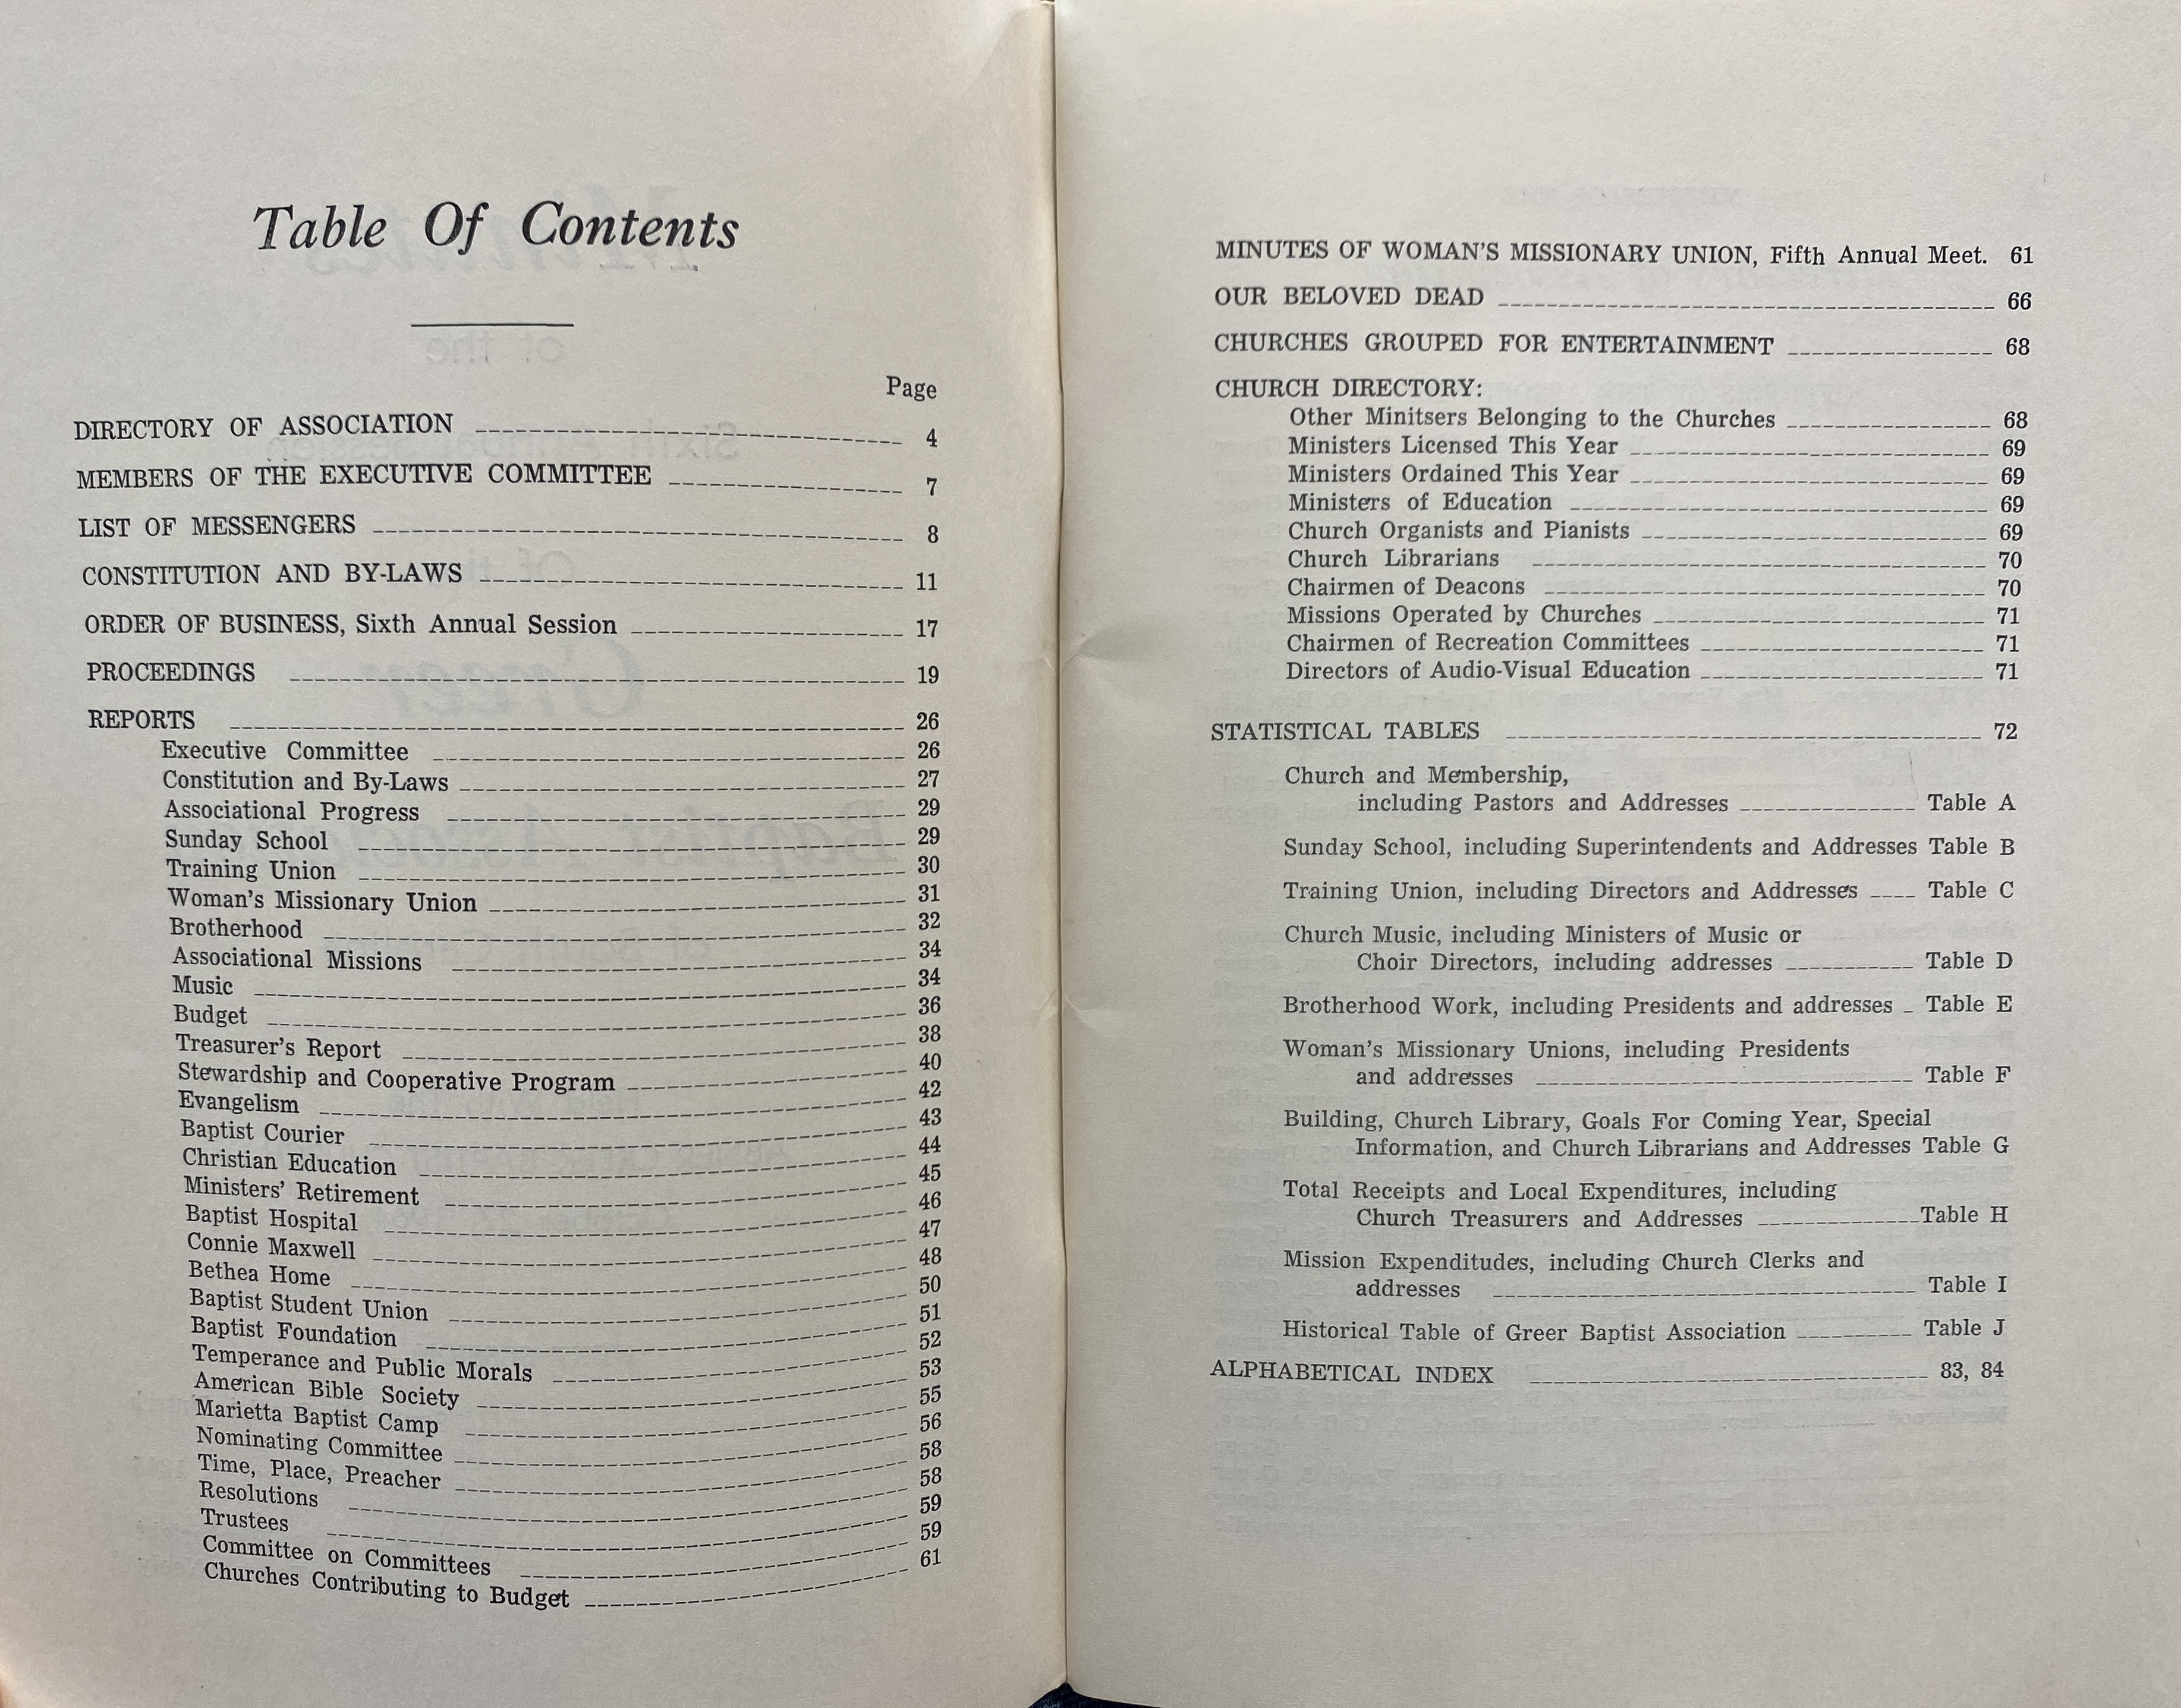 Table Of Contents
Page
DIRECTORY OF ASSOCIATION 4
MEMBERS OF THE EXECUTIVE COMMITTEE 7
LIST OF MESSENGERS 8
CONSTITUTION AND BY-LAWS 11
ORDER OF BUSINESS, Sixth Annual Session 17
PROCEEDINGS 19
REPORTS 26
Executive Committee 26
Constitution and By-Laws 27
Associational Progress 29
Sunday School 29
Training Union 30
Woman's Missionary Union 31
Brotherhood 32
Associational Missions 34
Music 34
Budget 36
Treasurer's Report 38
Stewardship and Cooperative Program 40
Evangelism 42
Baptist Courier 43
Christian Education 44
Ministers' Retirement 45
Baptist Hospital 46
Connie Maxwell 47
Bethea Home 48
Baptist Student Union 50
Baptist Foundation 51
Temperance and Public Morals 52
American Bible Society 53
Marietta Baptist Camp 55
Nominating Committee 56
Time, Place, Preacher 58
Resolutions 58
Trustees 59
Committee on Committees 59
Churches Contributing to Budget 61
MINUTES OF WOMAN'S MISSIONARY UNION, Fifth Annual Meet. 61
OUR BELOVED DEAD 66
CHURCHES GROUPED FOR ENTERTAINMENT 68
CHURCH DIRECTORY:
Other Minitsers Belonging to the Churches 68
Ministers Licensed This Year 69
Ministers Ordained This Year 69
Ministers of Education 69
Church Organists and Pianists 69
Church Librarians 70
Chairmen of Deacons 70
Missions Operated by Churches 71
Chairmen of Recreation Committees 71
Directors of Audio-Visual Education 71
STATISTICAL TABLES 72
Church and Membership,
including Pastors and Addresses Table A
Sunday School, including Superintendents and Addresses Table B
Training Union, including Directors and Addresses Table C
Church Music, including Ministers of Music or
Choir Directors, including addresses Table D
Brotherhood Work, including Presidents and addresses Table E
Woman's Missionary Unions, including Presidents
and addresses Table F
Building, Church Library, Goals For Coming Year, Special
Information, and Church Librarians and Addresses Table G
Total Receipts and Local Expenditures, including
Church Treasurers and Addresses Table H
Mission Expenditudes, including Church Clerks and
addresses Table I
Historical Table of Greer Baptist Association Table J
ALPHABETICAL INDEX 83, 84